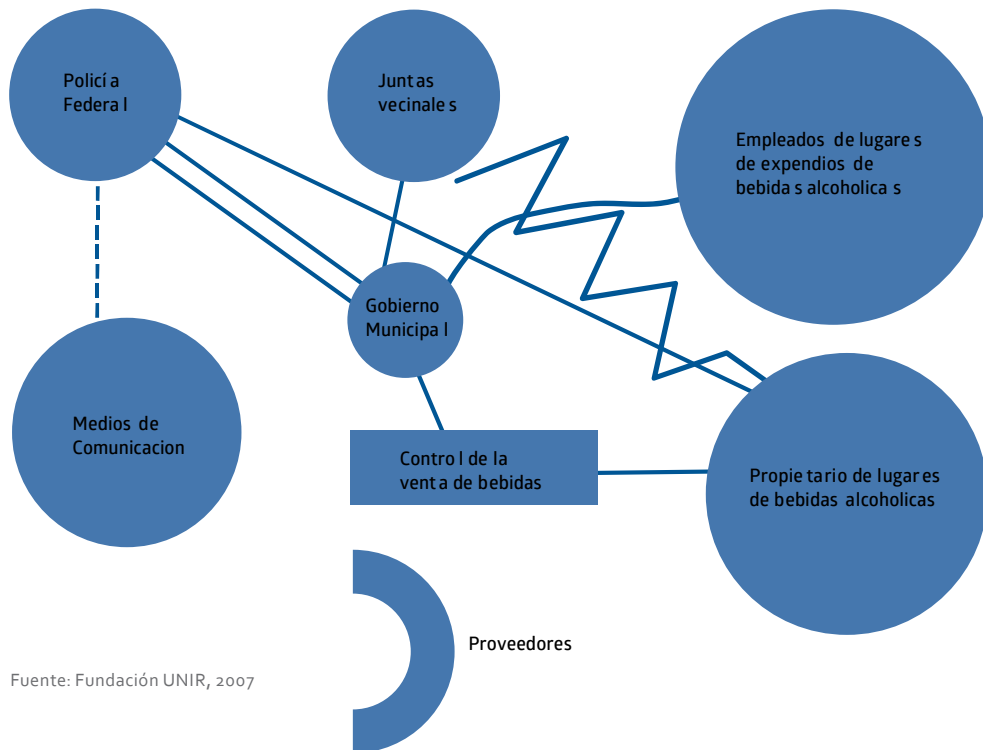 Policía
Federal
Juntas
vecinales
Empleados de lugares
de expendios de
bebidas alcoholicas
Gobierno
Municipal
Medios de
Comunicacion
Control de la
venta de bebidas
Propietario de lugares
de bebidas alcoholicas
Proveedores
Fuente: Fundación UNIR, 2007